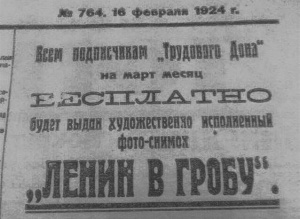 № 764, 16 февраля 1924 г.
Всем подписчикам „Трудового Дона"
на март месяц
БЕСПЛАТНО
будет выдан художественно исполненный
фото-снимок
„ЛЕНИН В ГРОБУ".